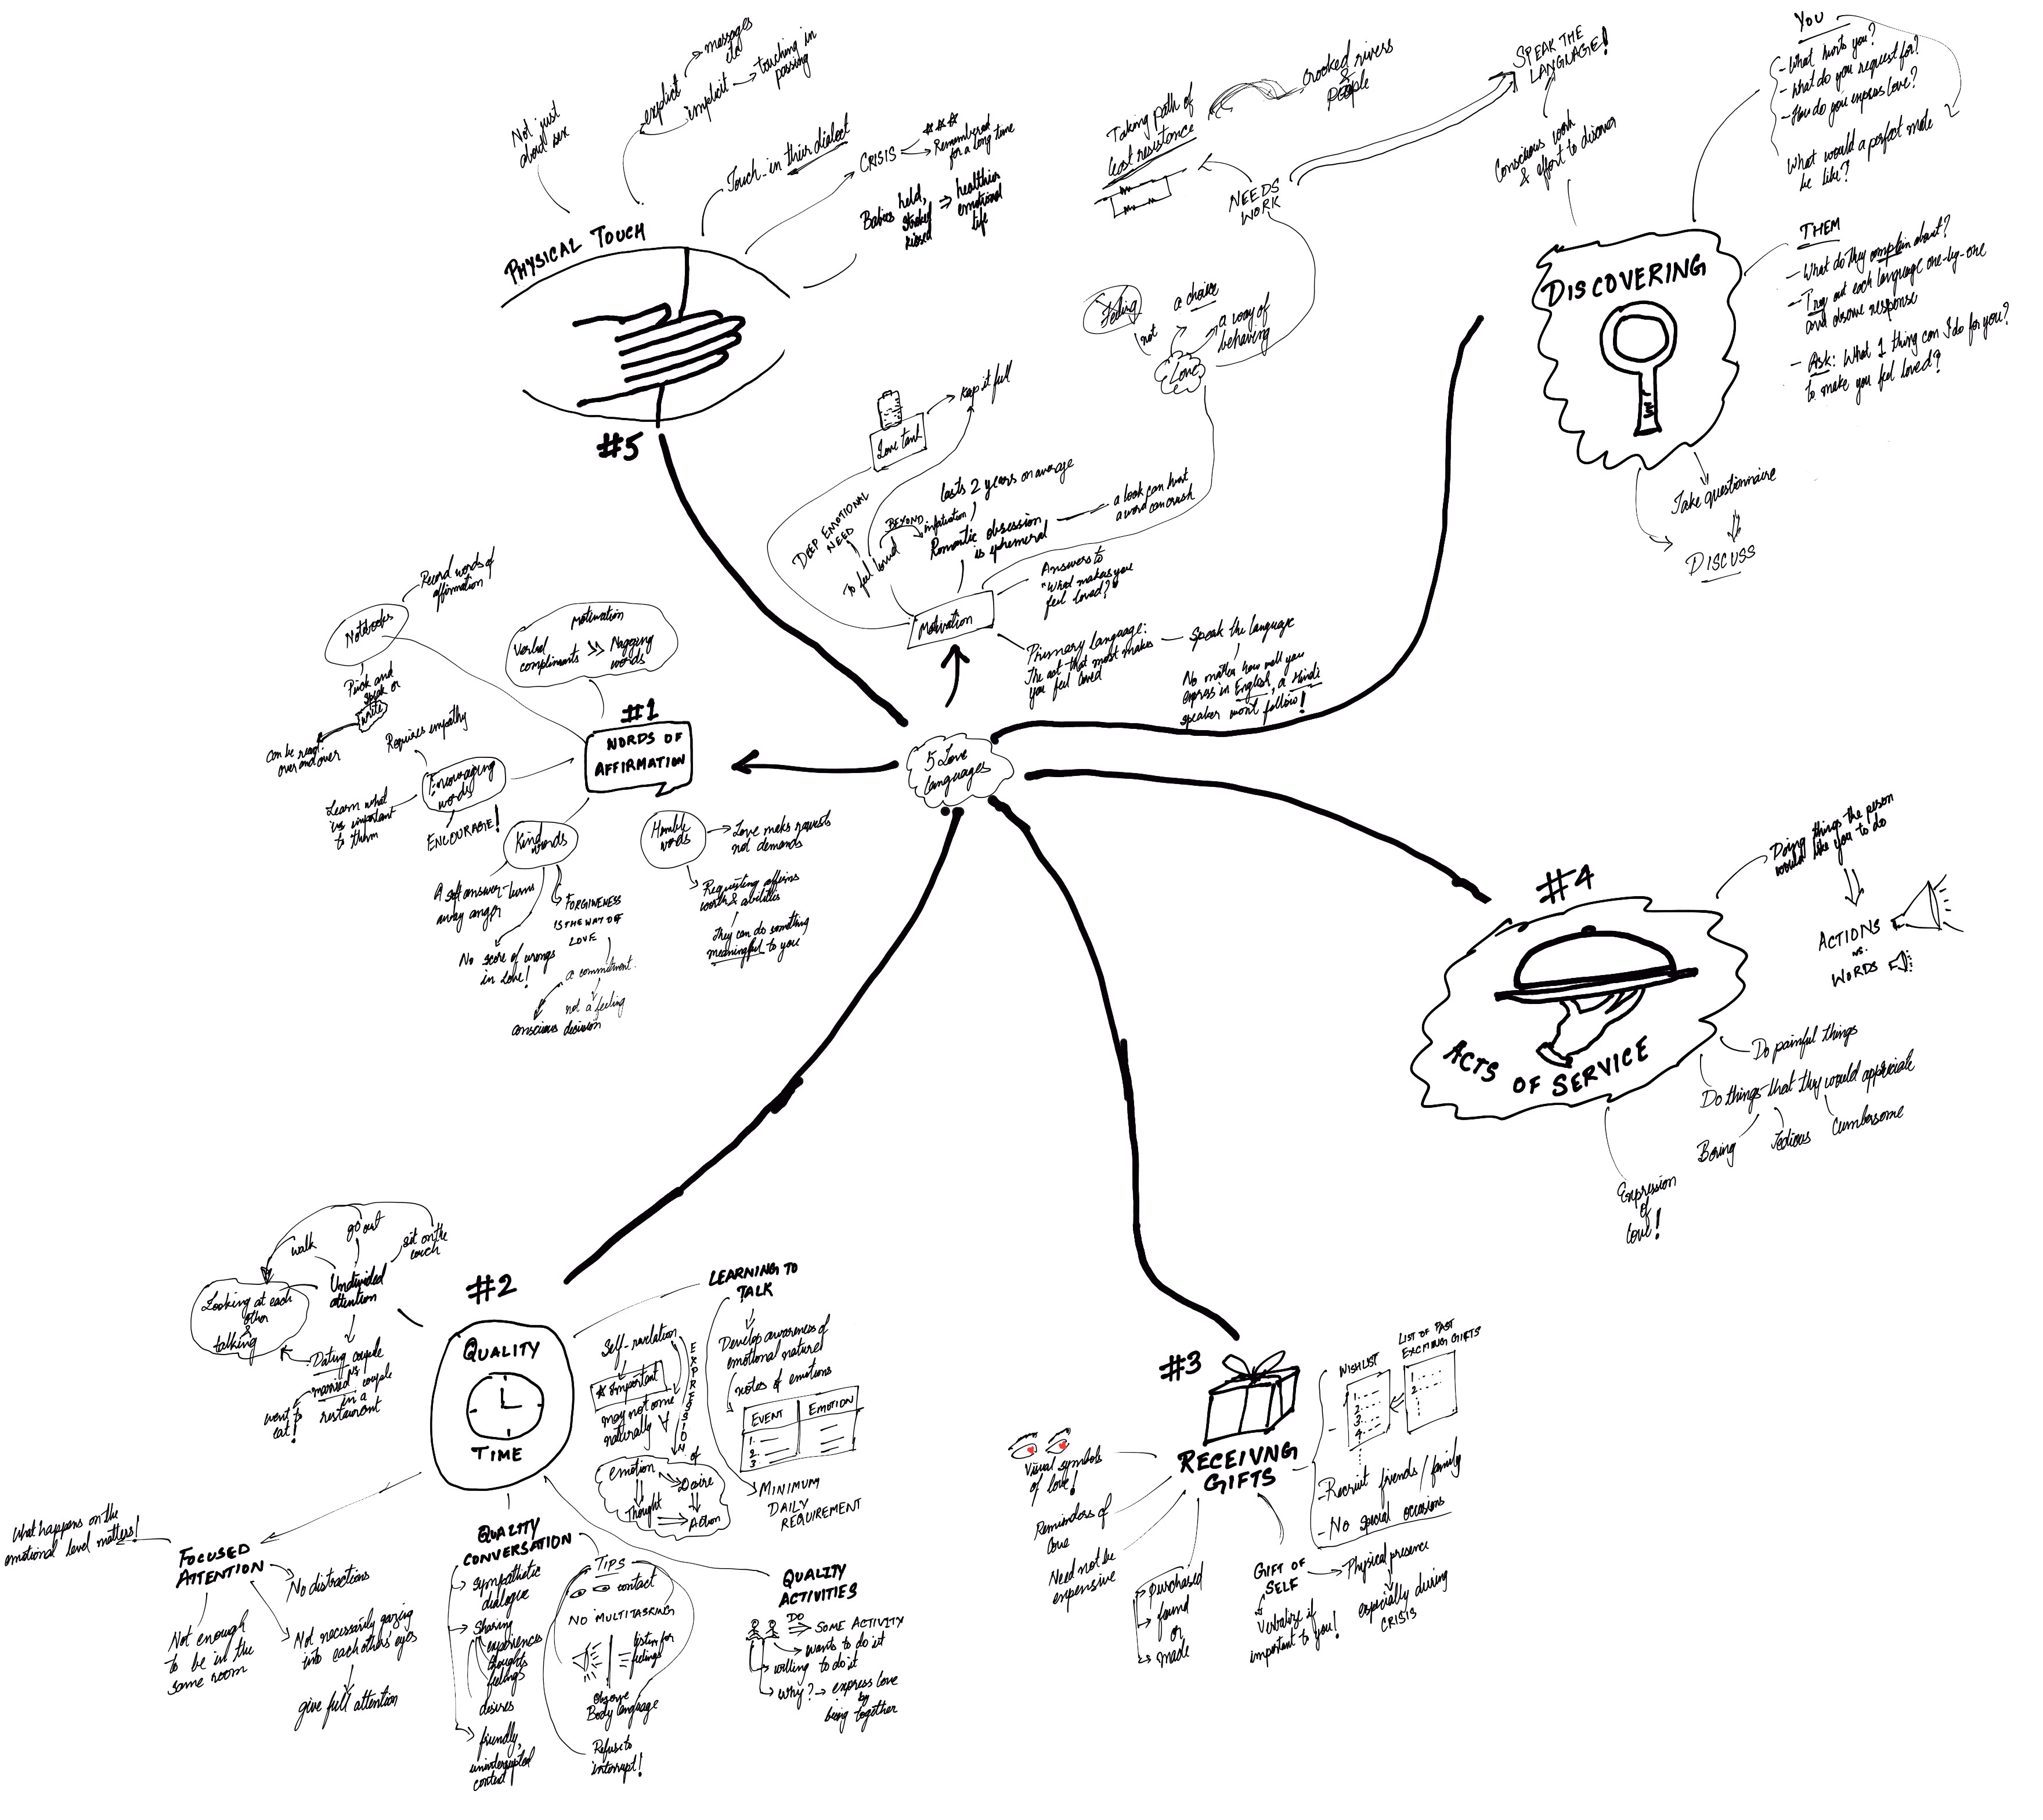 5 Love
Languages
Motivation
DEEP EMOTIONAL
NEED
To feel loved
BEYOND
infatuation
Love tank
Keep it full
Lasts 2 years on average
Romantic obsession
is ephemeral
a look can hurt
a word can crush
Answers to
"What makes you
feel loved?"
Primary language:
The act that most makes
you feel loved
Speak the language
No matter how well you
express in English, a Hindi
speaker won't follow!
Love
not
Feeling
a choice
a way of
behaving
NEEDS
WORK
Taking path of
least resistance
Crooked rivers
&
People
SPEAK THE
LANGUAGE!
Conscious work
& effort to discover
DISCOVERING
YOU
- What hurts you?
- What do you request for?
- How do you express love?
What would a perfect mate
be like?
THEM
- What do they complain about?
- Try out each language one-by-one
and observe response
- Ask: What 1 thing can I do for you?
to make you feel loved?
Take questionnaire
DISCUSS
#1
WORDS OF
AFFIRMATION
Motivation
Verbal
compliments >> Nagging
words
Notebooks
Record words of
affirmation
Pick and
speak or
write
can be read
over and over
Encouraging
words
Requires empathy
Learn what
is important
to them
ENCOURAGE!
Kind
words
A soft answer turns
away anger
No score of wrongs
in love!
FORGIVENESS
IS THE WAY OF
LOVE
a commitment
not a feeling
conscious decision
Humble
words
Love makes requests
not demands
Requesting affirms
worth & abilities
They can do something
meaningful to you
#2
QUALITY
TIME
Undivided
attention
walk
go out
sit on the
couch
Looking at each
other
&
talking
Dating couple
vs
married couple
in a
restaurant
went to
eat!
FOCUSED
ATTENTION
What happens on the
emotional level matters!
No distractions
Not enough
to be in the
same room
Not necessarily gazing
into each others' eyes
give full attention
QUALITY
CONVERSATION
sympathetic
dialogue
Sharing
experiences
thoughts
feelings
desires
friendly,
uninterrupted
context
TIPS
contact
NO MULTITASKING
listen for
feelings
Observe
Body language
Refuse to
interrupt!
LEARNING TO
TALK
Self-revelation
* Important
may not come
naturally
EXPRESSION
of
emotion
Desire
Thought
Action
Develop awareness of
emotional nature
notes of emotions
EVENT
EMOTION
1.
2.
3
MINIMUM
DAILY
REQUIREMENT
QUALITY
ACTIVITIES
DO
SOME ACTIVITY
wants to do it
willing to do it
Why? → express love
by
being together
#3
RECEIVNG
GIFTS
Visual symbols
of love!
Reminders of
love
Need not be
expensive
purchased
found
or
made
GIFT OF
SELF
Physical presence
especially during
CRISIS
Verbalize if
important to you!
WISHLIST
1.
2.
3.
4.
LIST OF PAST
EXCITING GIFTS
1.
2.
- Recruit friends / family
- No special occasions
#4
ACTS OF SERVICE
Doing things the person
would like you to do
ACTIONS
vs.
WORDS
Do painful things
Do things that they would appreciate
Boring
Tedious
Cumbersome
Expression
of
love!
#5
PHYSICAL TOUCH
Not just
about sex
explicit
messages
etc
implicit
touching in
passing
Touch in their dialect
CRISIS
Remembered
for a long time
Babies held,
stroked
kissed
⇒ healthier
emotional
life